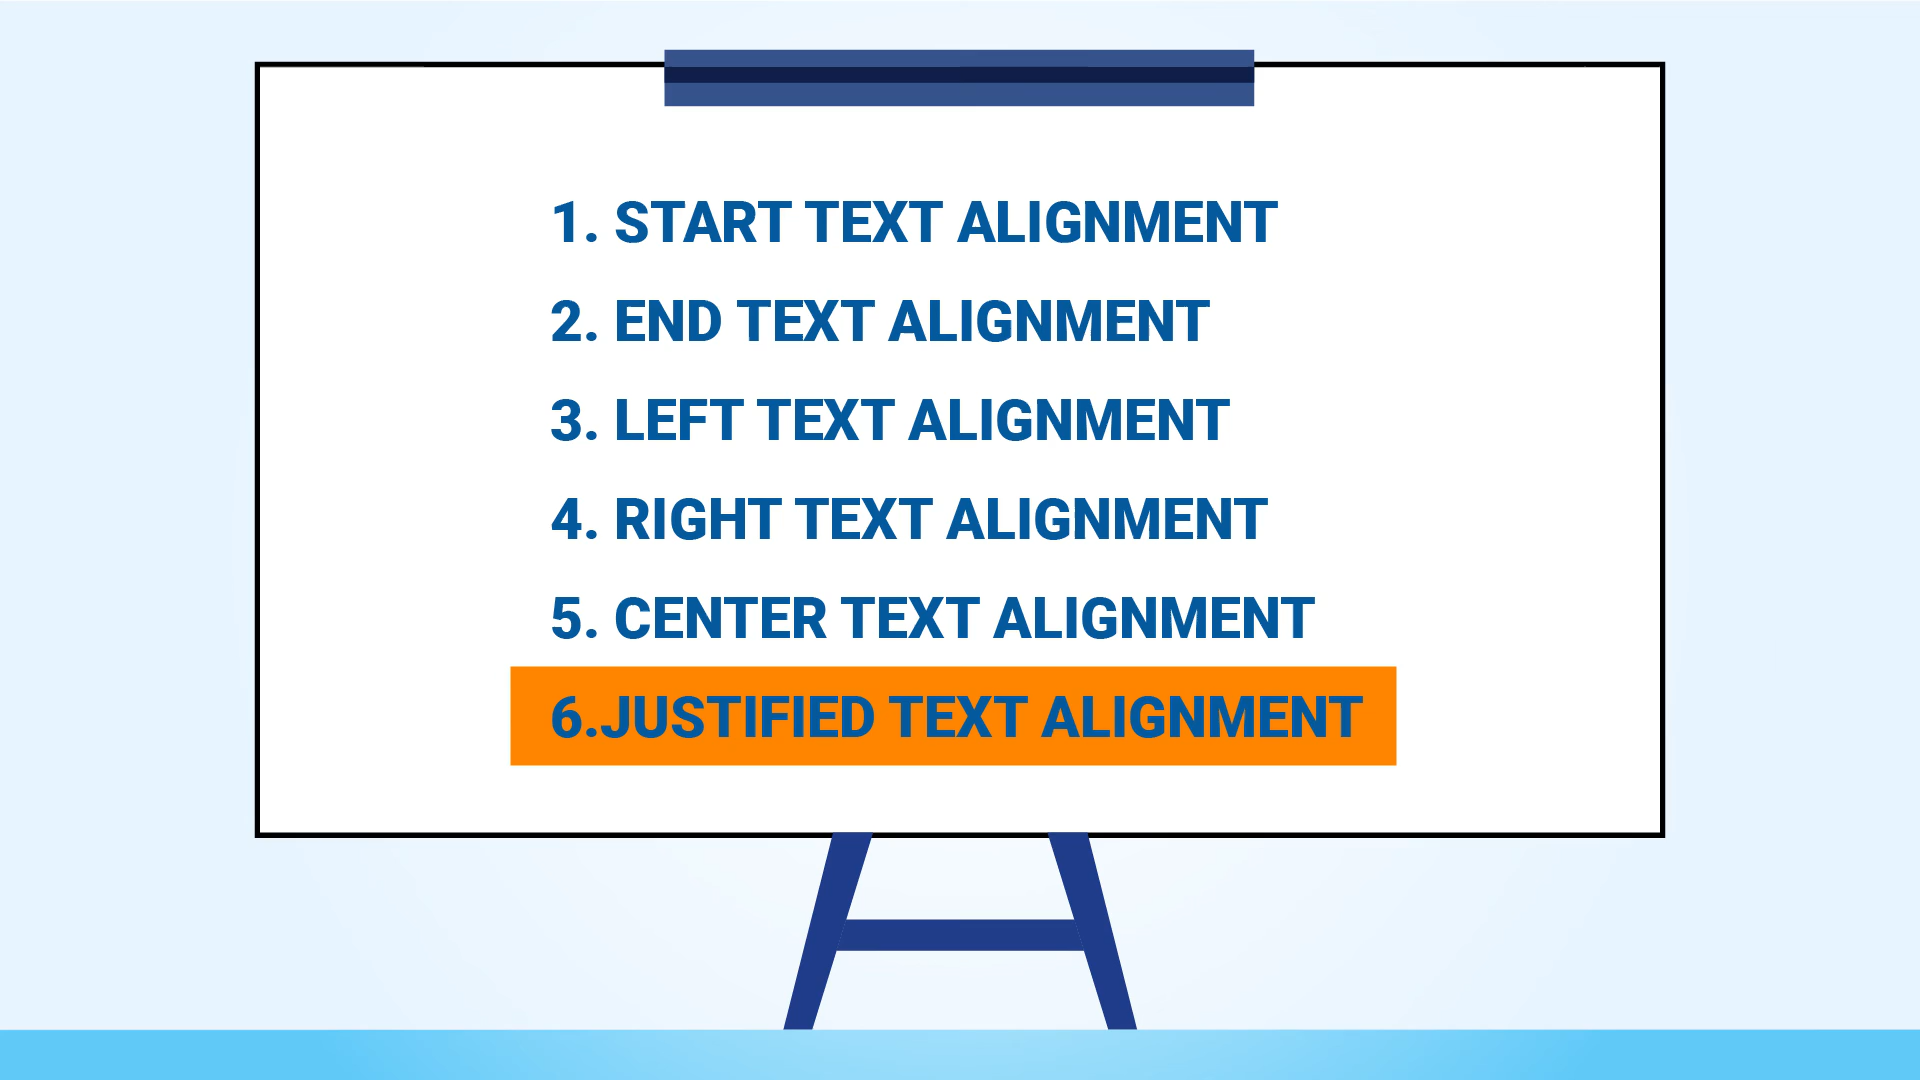 1. START TEXT ALIGNMENT
2. END TEXT ALIGNMENT
3. LEFT TEXT ALIGNMENT
4. RIGHT TEXT ALIGNMENT
5. CENTER TEXT ALIGNMENT
6.JUSTIFIED TEXT ALIGNMENT